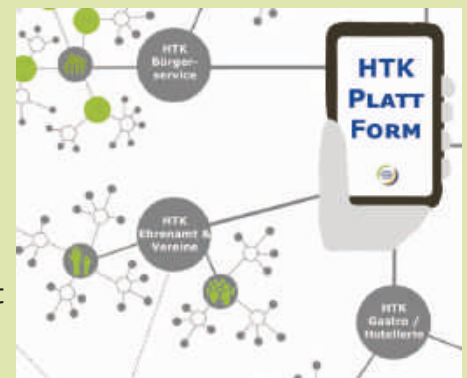 HTK
Bürger-
service
HTK
PLATT
FORM
HTK
Ehrenamt &
Vereine
HTK
Gastro /
Hotellerie
t